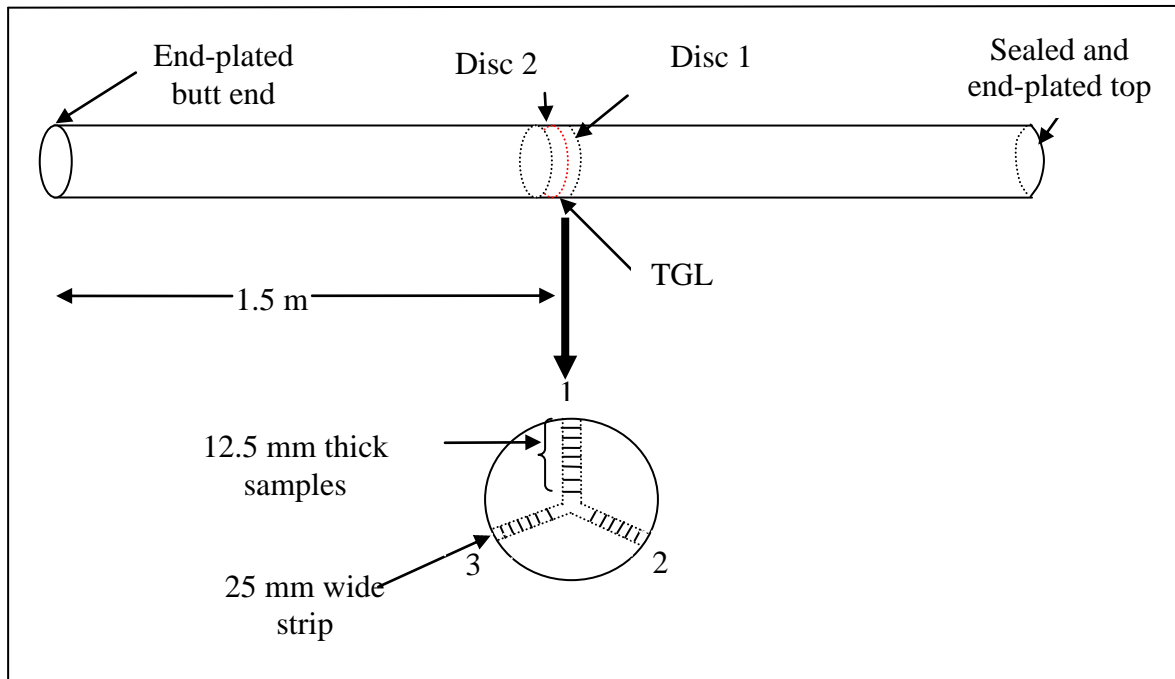 End-plated
butt end
Disc 2
Disc 1
Sealed and
end-plated top
TGL
1.5 m
1
12.5 mm thick
samples
3
2
25 mm wide
strip